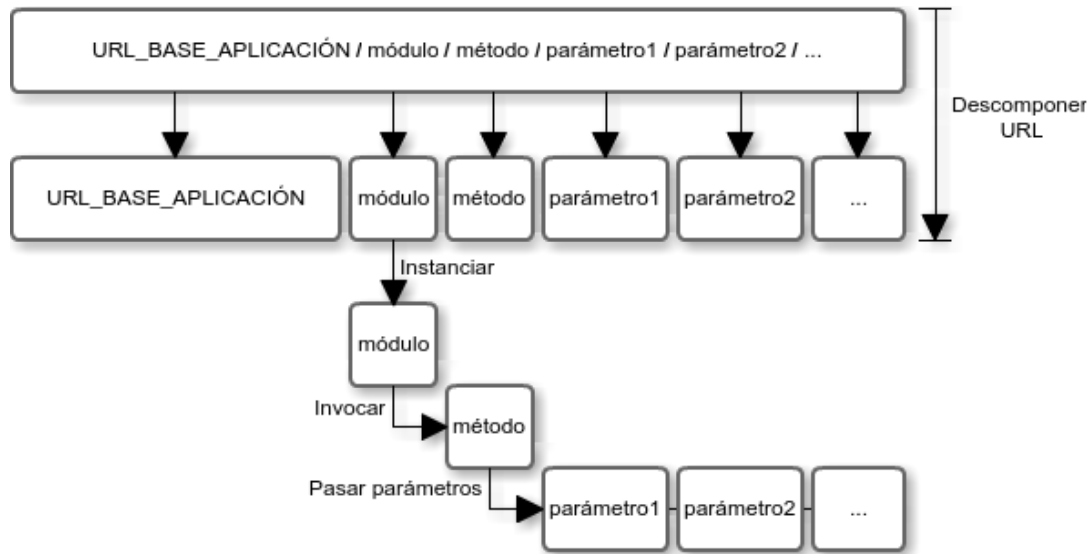 URL_BASE_APLICACIÓN / módulo / método / parámetro1 / parámetro2 / ...
Descomponer
URL
URL_BASE_APLICACIÓN
módulo
método
parámetro1
parámetro2
...
Instanciar
módulo
Invocar
método
Pasar parámetros
parámetro1
parámetro2
...